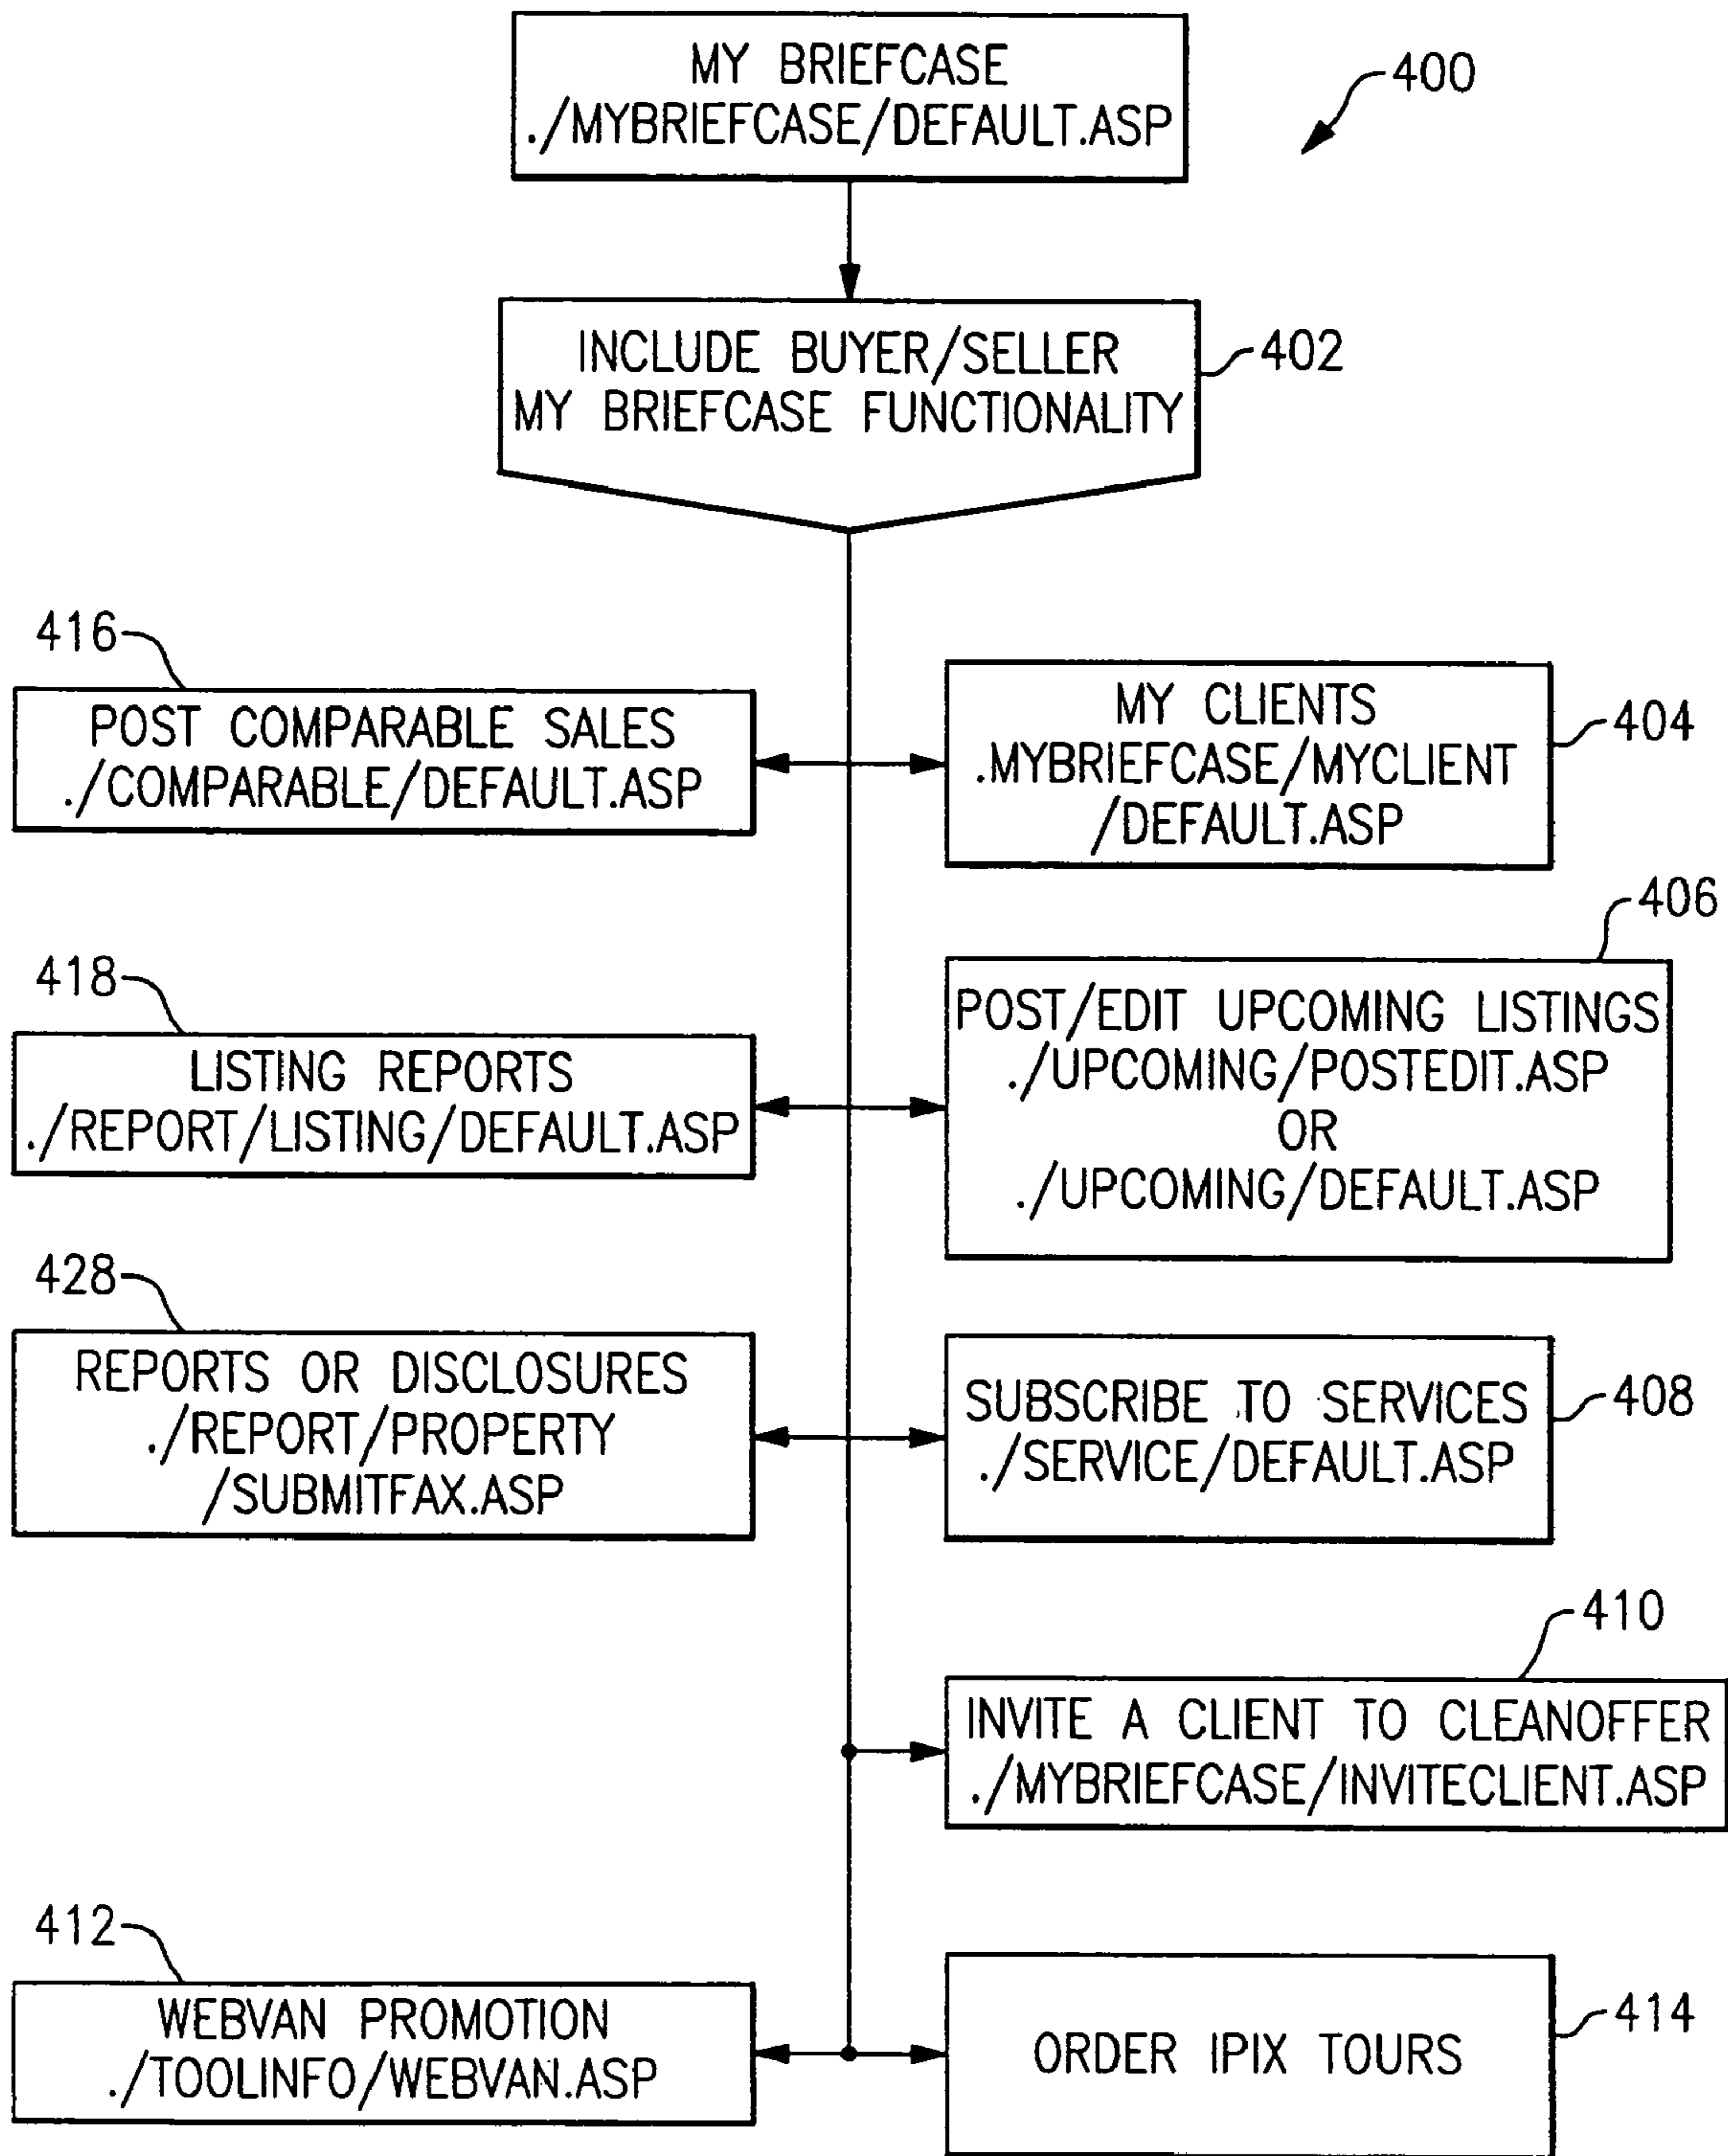 MY BRIEFCASE
./MYBRIEFCASE/DEFAULT.ASP
400
INCLUDE BUYER/SELLER
MY BRIEFCASE FUNCTIONALITY
402
416
POST COMPARABLE SALES
./COMPARABLE/DEFAULT.ASP
MY CLIENTS
.MYBRIEFCASE/MYCLIENT
/DEFAULT.ASP
404
406
418
LISTING REPORTS
./REPORT/LISTING/DEFAULT.ASP
POST/EDIT UPCOMING LISTINGS
./UPCOMING/POSTEDIT.ASP
OR
./UPCOMING/DEFAULT.ASP
428
REPORTS OR DISCLOSURES
./REPORT/PROPERTY
/SUBMITFAX.ASP
SUBSCRIBE TO SERVICES
./SERVICE/DEFAULT.ASP
408
410
INVITE A CLIENT TO CLEANOFFER
./MYBRIEFCASE/INVITECLIENT.ASP
412
WEBVAN PROMOTION
./TOOLINFO/WEBVAN.ASP
ORDER IPIX TOURS
414